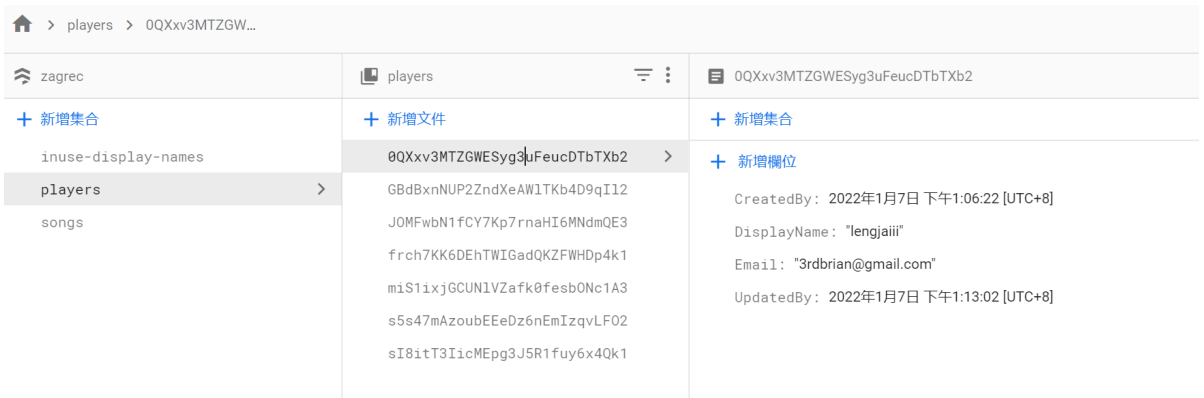 players > 0QXxv3MTZGW…
zagrec
新增集合
inuse-display-names
players
songs
players
新增文件
0QXxv3MTZGWESyg3uFeucDTbTXb2
GBdBxnNUP2ZndXeAWlTKb4D9qIl2
JOMFwbN1fCY7Kp7rnaHI6MNdmQE3
frch7KK6DEhTWIGadQKZFWHDp4k1
miS1ixjGCUNlVZafk0fesbONc1A3
s5s47mAzoubEEeDz6nEmIzqvLFO2
sI8itT3IicMEpg3J5R1fuy6x4Qk1
0QXxv3MTZGWESyg3uFeucDTbTXb2
新增集合
新增欄位
CreatedBy: 2022年1月7日 下午1:06:22 [UTC+8]
DisplayName: "lengjaiii"
Email: "3rdbrian@gmail.com"
UpdatedBy: 2022年1月7日 下午1:13:02 [UTC+8]